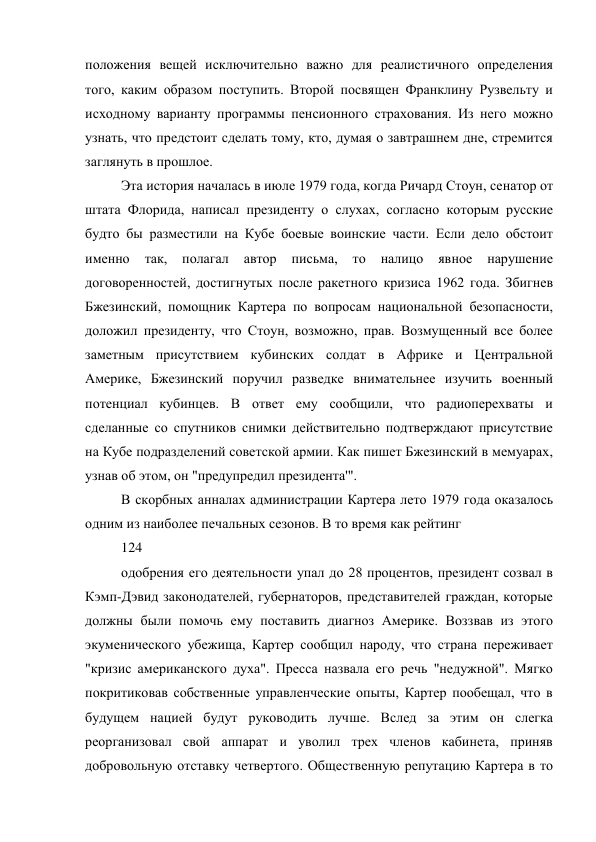 положения вещей исключительно важно для реалистичного определения
того, каким образом поступить. Второй посвящен Франклину Рузвельту и
исходному варианту программы пенсионного страхования. Из него можно
узнать, что предстоит сделать тому, кто, думая о завтрашнем дне, стремится
заглянуть в прошлое.
Эта история началась в июле 1979 года, когда Ричард Стоун, сенатор от
штата Флорида, написал президенту о слухах, согласно которым русские
будто бы разместили на Кубе боевые воинские части. Если дело обстоит
именно так, полагал автор письма, то налицо явное нарушение
договоренностей, достигнутых после ракетного кризиса 1962 года. Збигнев
Бжезинский, помощник Картера по вопросам национальной безопасности,
доложил президенту, что Стоун, возможно, прав. Возмущенный все более
заметным присутствием кубинских солдат в Африке и Центральной
Америке, Бжезинский поручил разведке внимательнее изучить военный
потенциал кубинцев. В ответ ему сообщили, что радиоперехваты и
сделанные со спутников снимки действительно подтверждают присутствие
на Кубе подразделений советской армии. Как пишет Бжезинский в мемуарах,
узнав об этом, он "предупредил президента'".
В скорбных анналах администрации Картера лето 1979 года оказалось
одним из наиболее печальных сезонов. В то время как рейтинг
124
одобрения его деятельности упал до 28 процентов, президент созвал в
Кэмп-Дэвид законодателей, губернаторов, представителей граждан, которые
должны были помочь ему поставить диагноз Америке. Воззвав из этого
экуменического убежища, Картер сообщил народу, что страна переживает
"кризис американского духа". Пресса назвала его речь "недужной". Мягко
покритиковав собственные управленческие опыты, Картер пообещал, что в
будущем нацией будут руководить лучше. Вслед за этим он слегка
реорганизовал свой аппарат и уволил трех членов кабинета, приняв
добровольную отставку четвертого. Общественную репутацию Картера в то